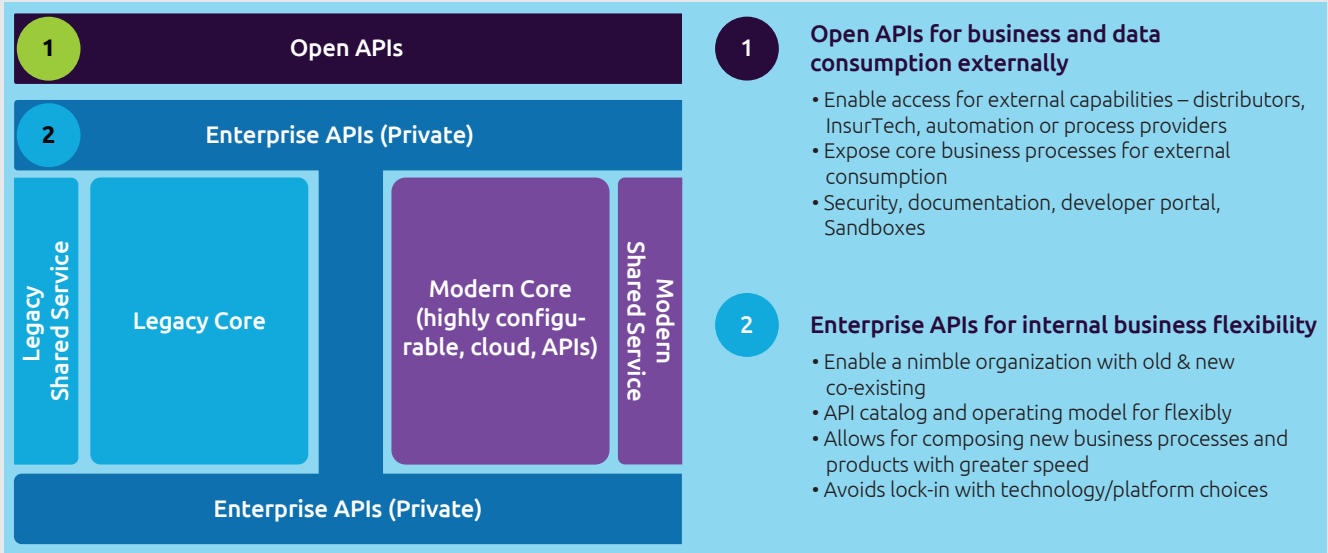 1
Open APIs
2
Enterprise APIs (Private)
Legacy
Shared Service
Legacy Core
Modern Core
(highly configu-
rable, cloud, APIs)
Modern
Shared Service
Enterprise APIs (Private)
1
Open APIs for business and data
consumption externally
• Enable access for external capabilities – distributors,
InsurTech, automation or process providers
• Expose core business processes for external
consumption
• Security, documentation, developer portal,
Sandboxes
2
Enterprise APIs for internal business flexibility
• Enable a nimble organization with old & new
co-existing
• API catalog and operating model for flexibly
• Allows for composing new business processes and
products with greater speed
• Avoids lock-in with technology/platform choices